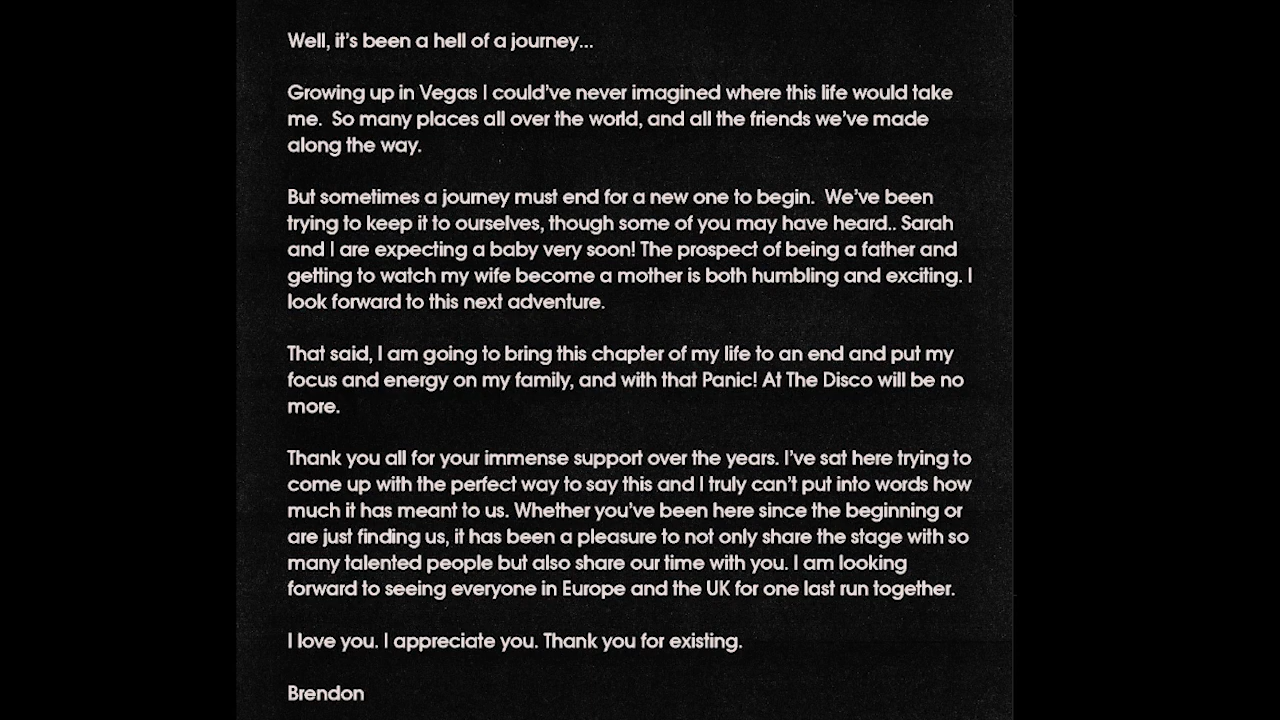 Well, it's been a hell of a journey...
Growing up in Vegas I could've never imagined where this life would take
me.  So many places all over the world, and all the friends we've made
along the way.
But sometimes a journey must end for a new one to begin.  We've been
trying to keep it to ourselves, though some of you may have heard.. Sarah
and I are expecting a baby very soon! The prospect of being a father and
getting to watch my wife become a mother is both humbling and exciting. I
look forward to this next adventure.
That said, I am going to bring this chapter of my life to an end and put my
focus and energy on my family, and with that Panic! At The Disco will be no
more.
Thank you all for your immense support over the years. I've sat here trying to
come up with the perfect way to say this and I truly can't put into words how
much it has meant to us. Whether you've been here since the beginning or
are just finding us, it has been a pleasure to not only share the stage with so
many talented people but also share our time with you. I am looking
forward to seeing everyone in Europe and the UK for one last run together.
I love you. I appreciate you. Thank you for existing.
Brendon